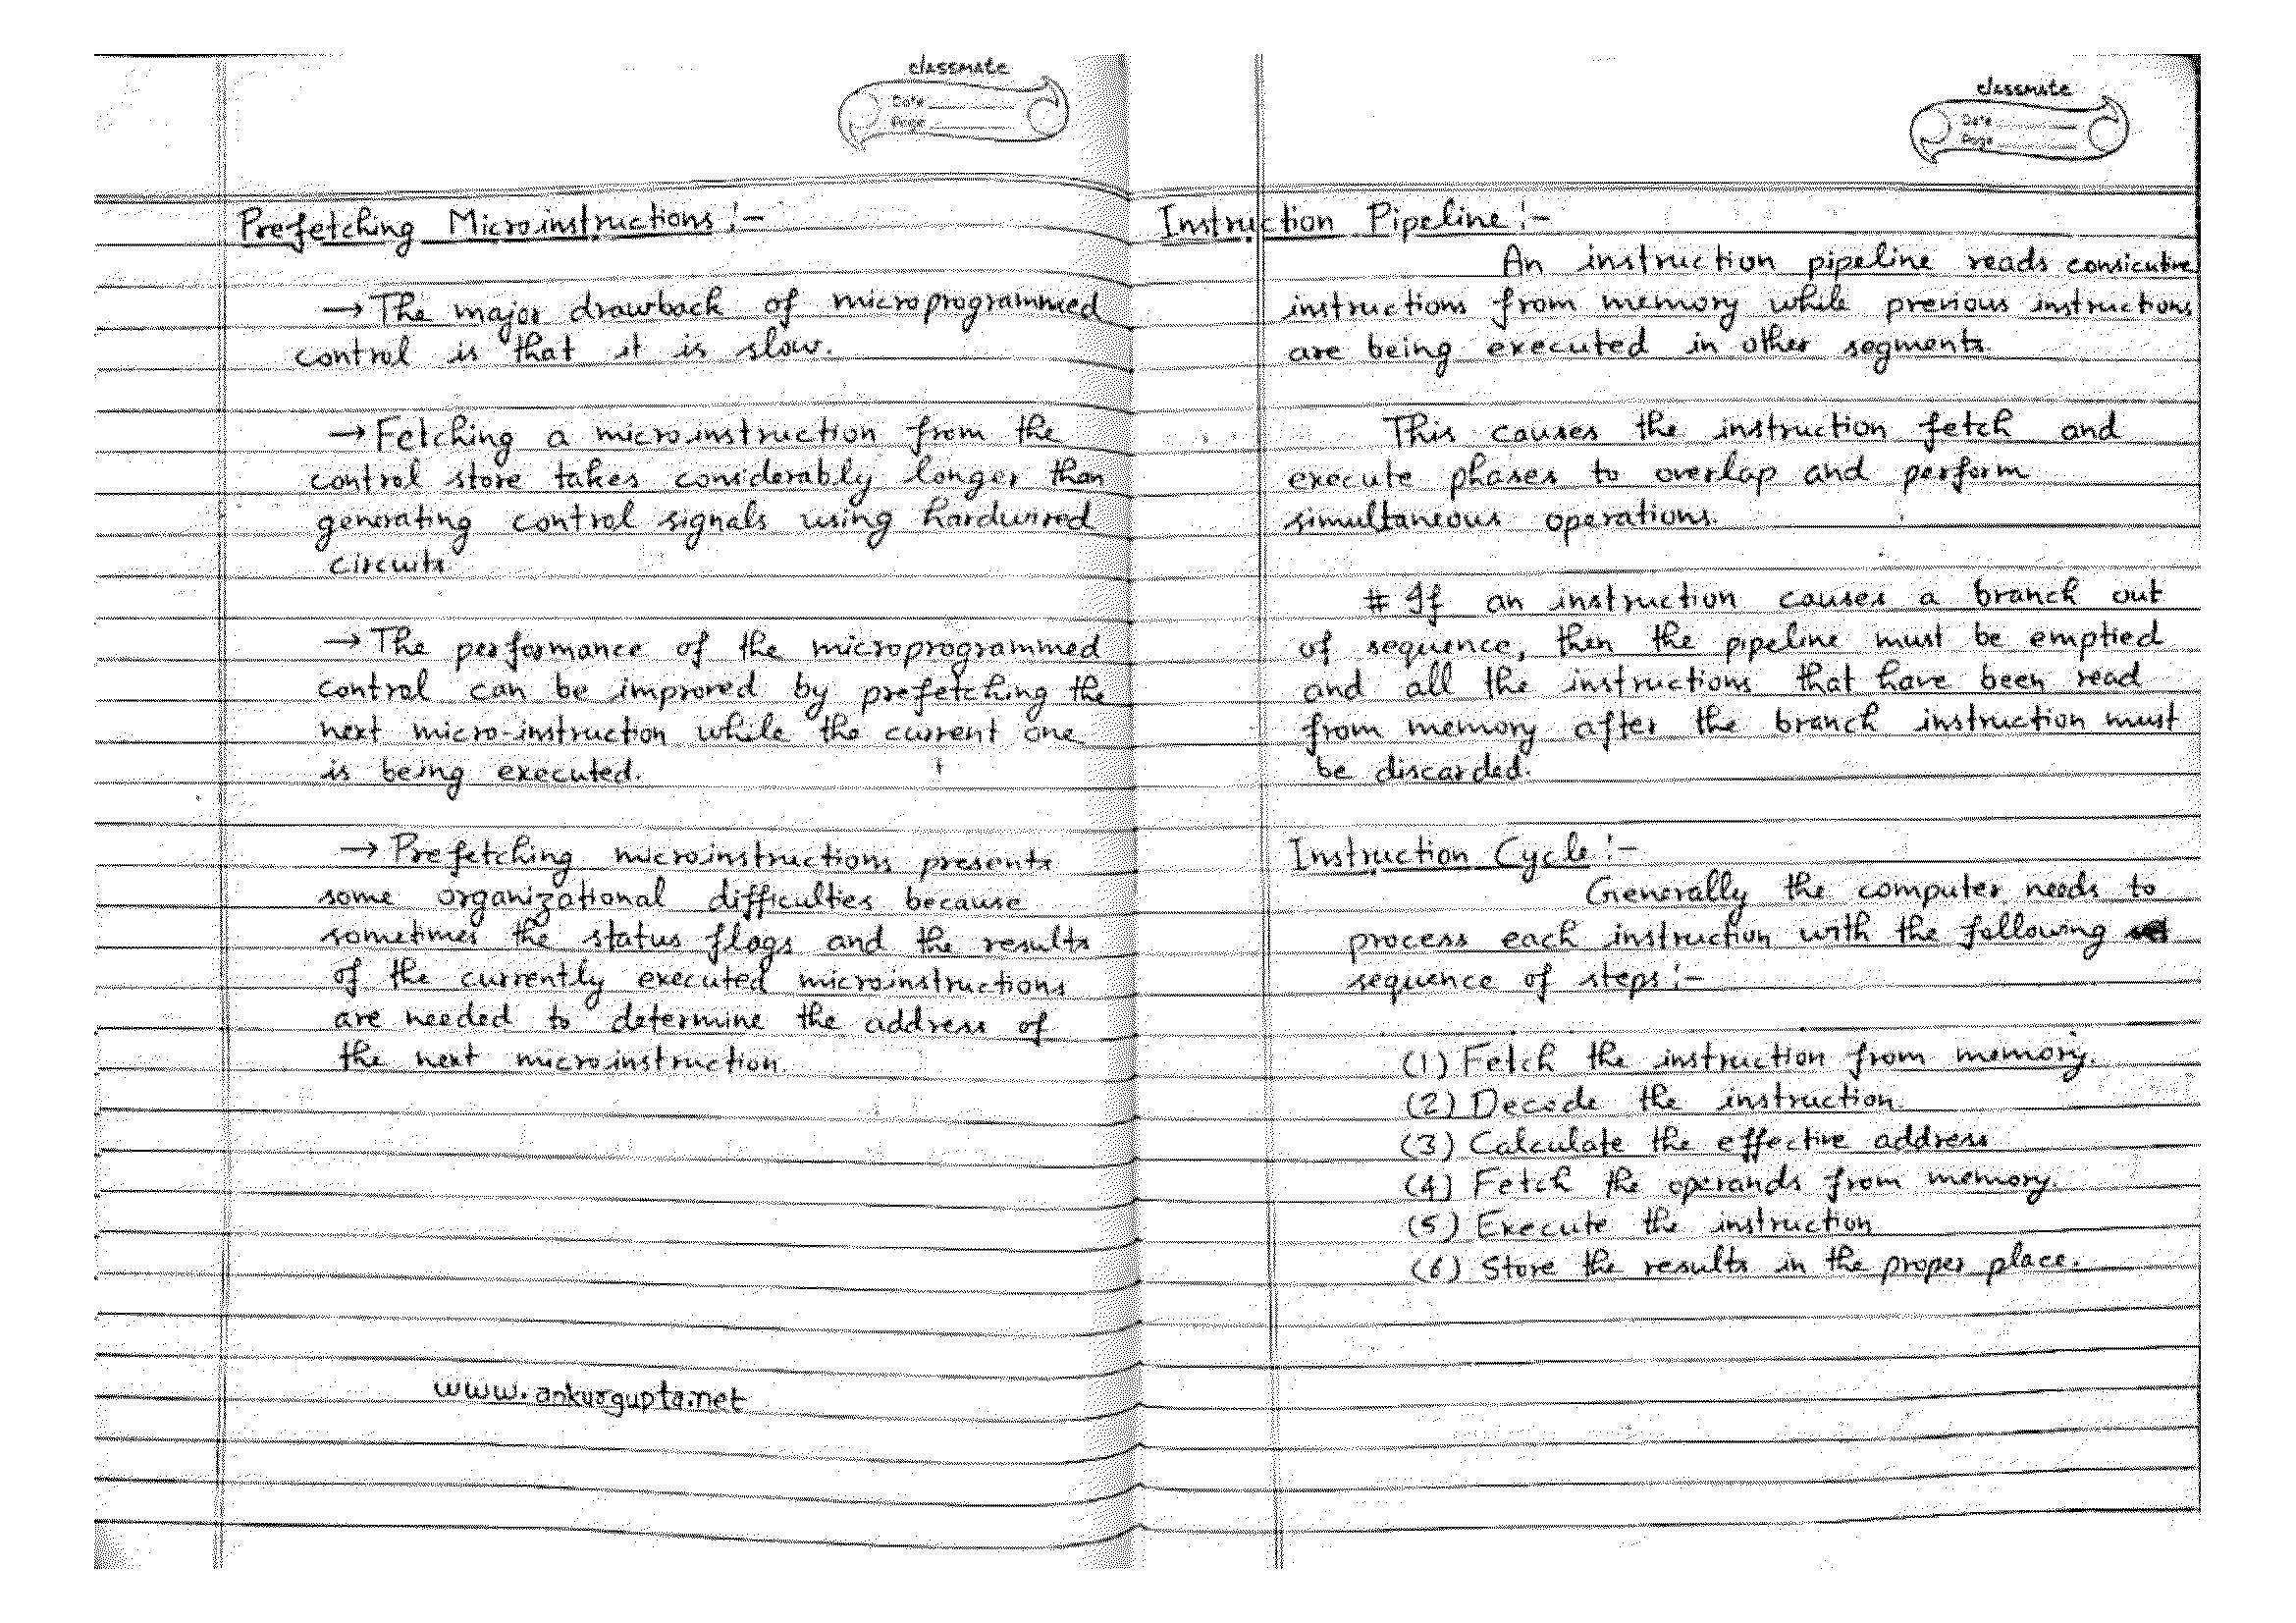 classmate
Date
Page
Prefetching Microinstructions :-
→ The major drawback of microprogrammed
control is that it is slow.
→ Fetching a microinstruction from the
control store takes considerably longer than
generating control signals using hardwired
circuits
→ The performance of the microprogrammed
control can be improved by prefetching the
next micro-instruction while the current one
is being executed.
→ Prefetching microinstructions presents
some organizational difficulties because
sometimes the status flags and the results
of the currently executed microinstructions
are needed to determine the address of
the next microinstruction
www.ankurgupta.net
classmate
Date
Page
Instruction Pipeline :-
An instruction pipeline reads consicutive
instructions from memory while previous instructions
are being executed in other segments.
This causes the instruction fetch and
execute phases to overlap and perform
simultaneous operations.
# If an instruction causes a branch out
of sequence, then the pipeline must be emptied
and all the instructions that have been read
from memory after the branch instruction must
be discarded.
Instruction Cycle :-
Generally the computer needs to
process each instruction with the following
sequence of steps :-
(1) Fetch the instruction from memory.
(2) Decode the instruction.
(3) Calculate the effective address
(4) Fetch the operands from memory.
(5) Execute the instruction
(6) Store the results in the proper place.